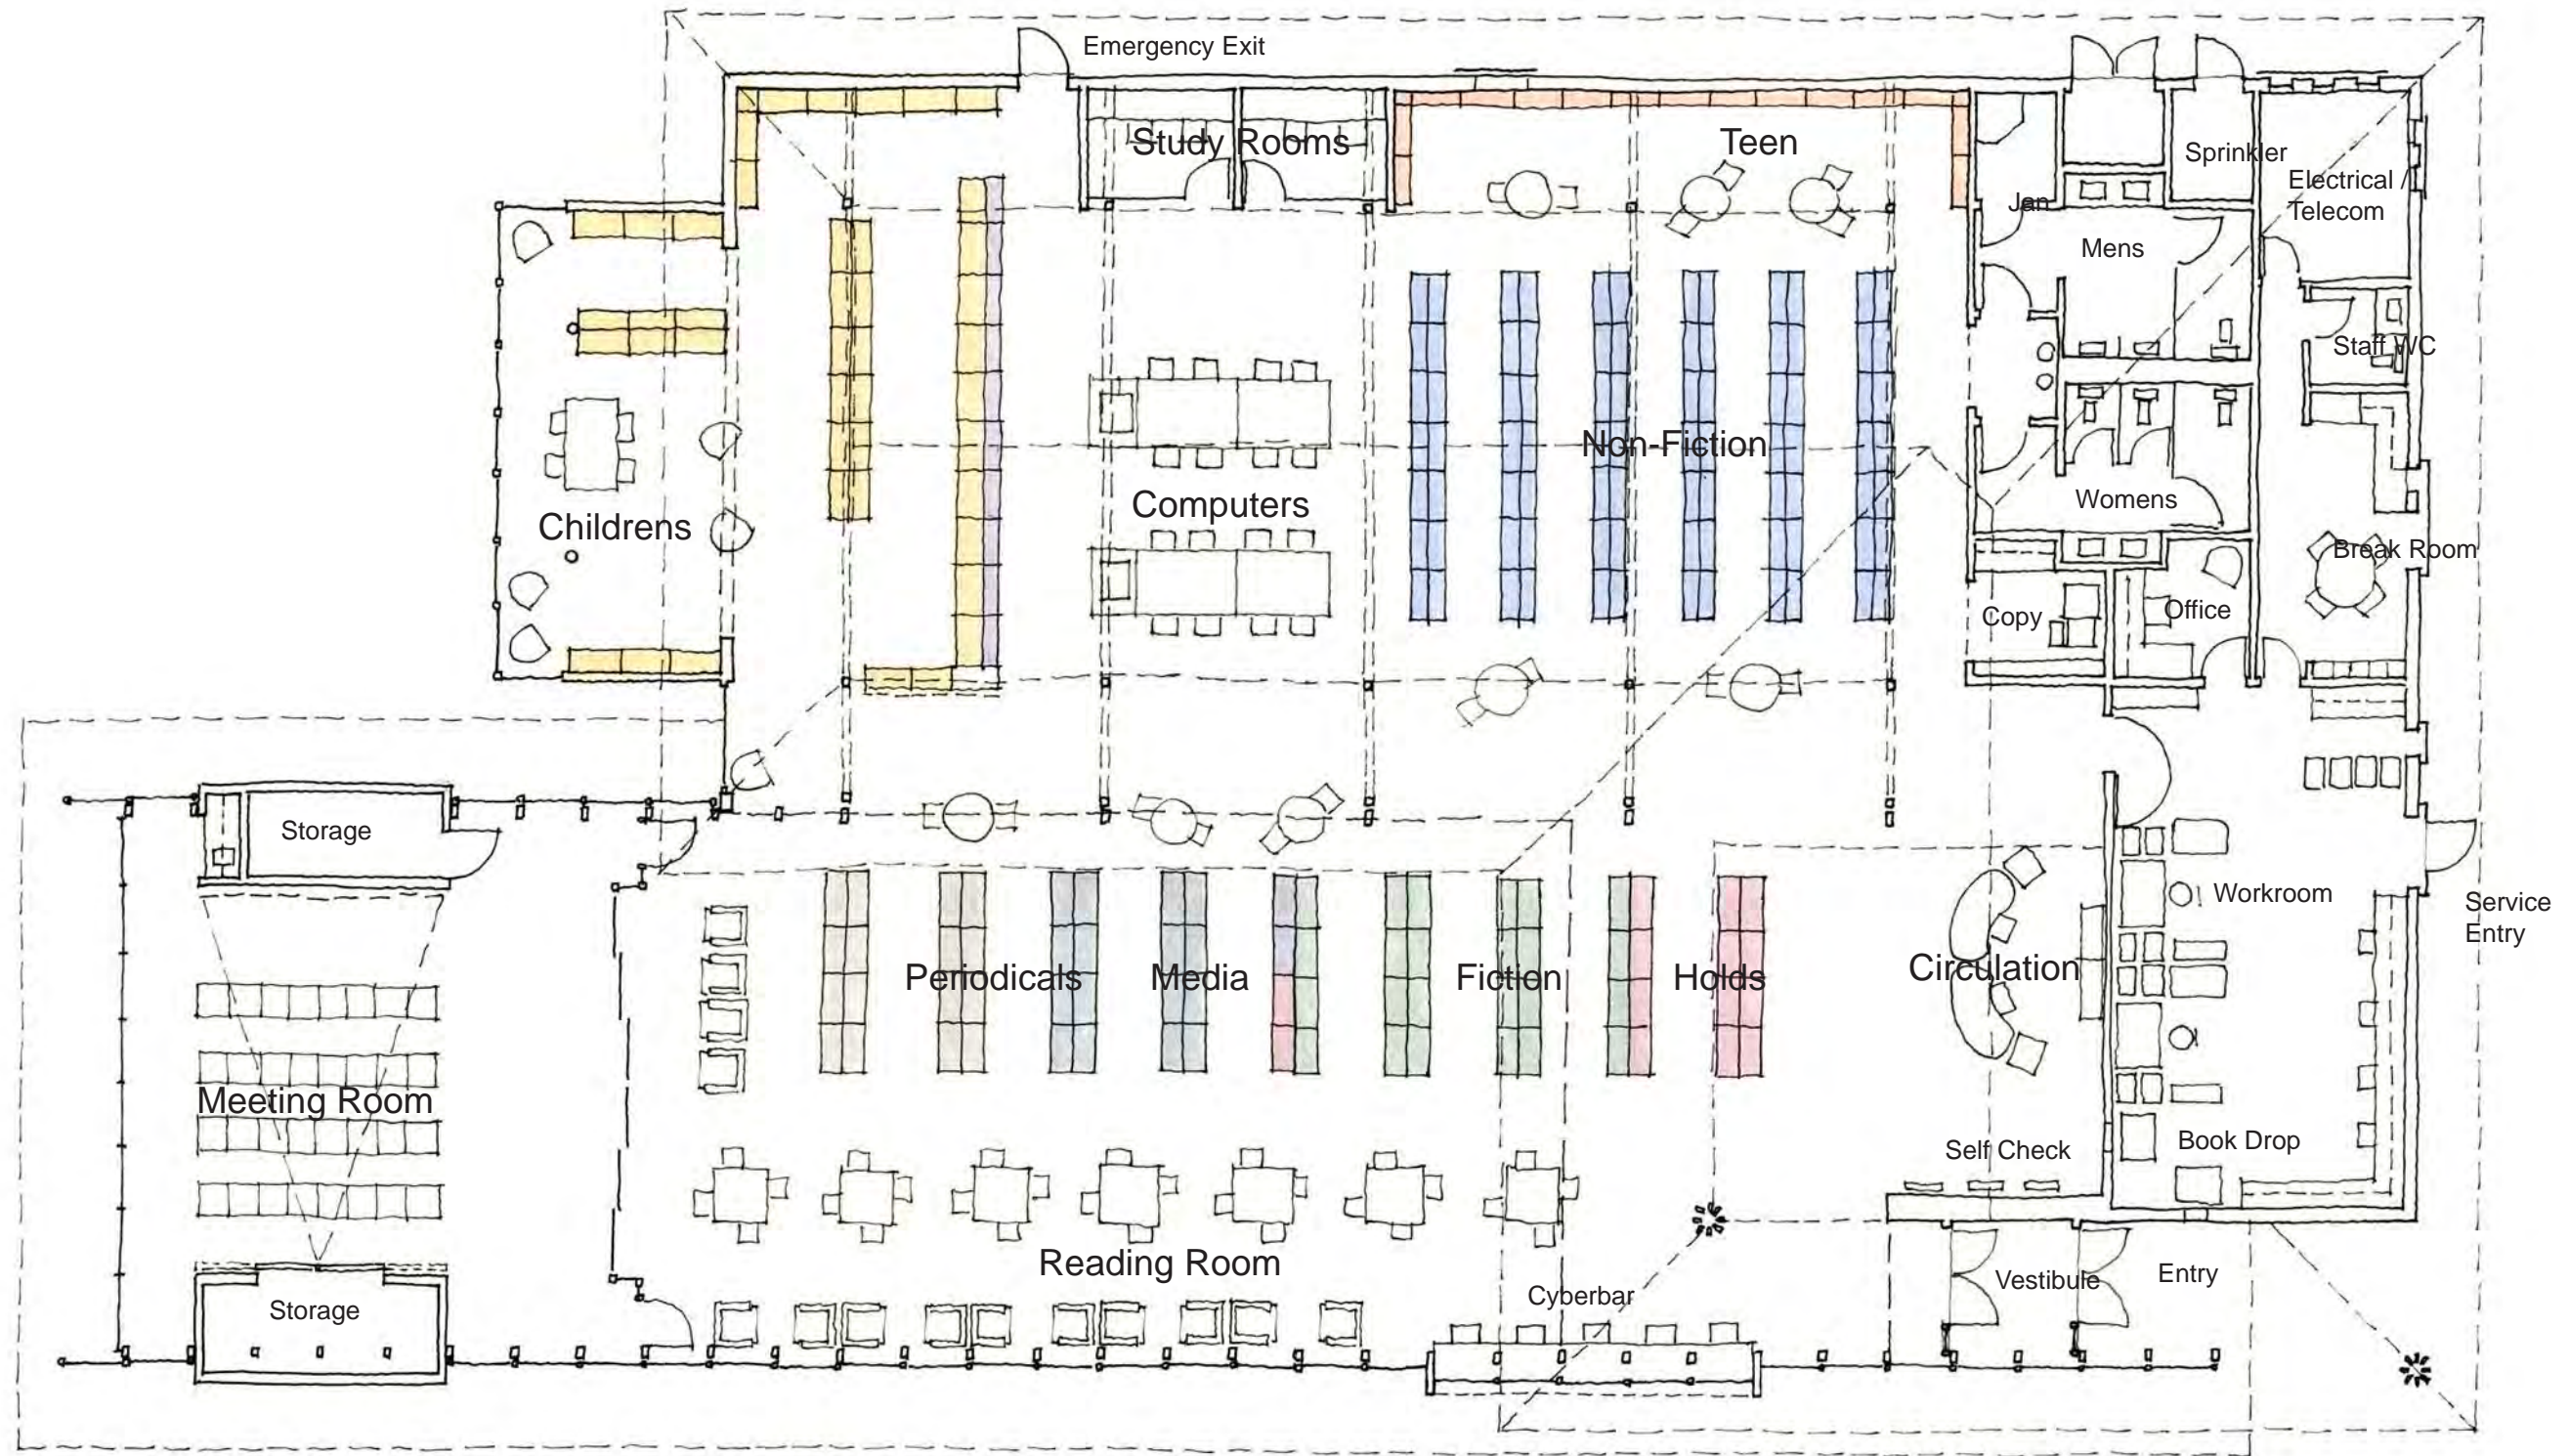 Emergency Exit
Study Rooms
Teen
Sprinkler
Electrical /
Telecom
Jan
Mens
Staff WC
Non-Fiction
Computers
Childrens
Womens
Break Room
Copy
Office
Storage
Workroom
Service
Entry
Periodicals
Media
Fiction
Holds
Circulation
Meeting Room
Self Check
Book Drop
Reading Room
Vestibule
Entry
Cyberbar
Storage